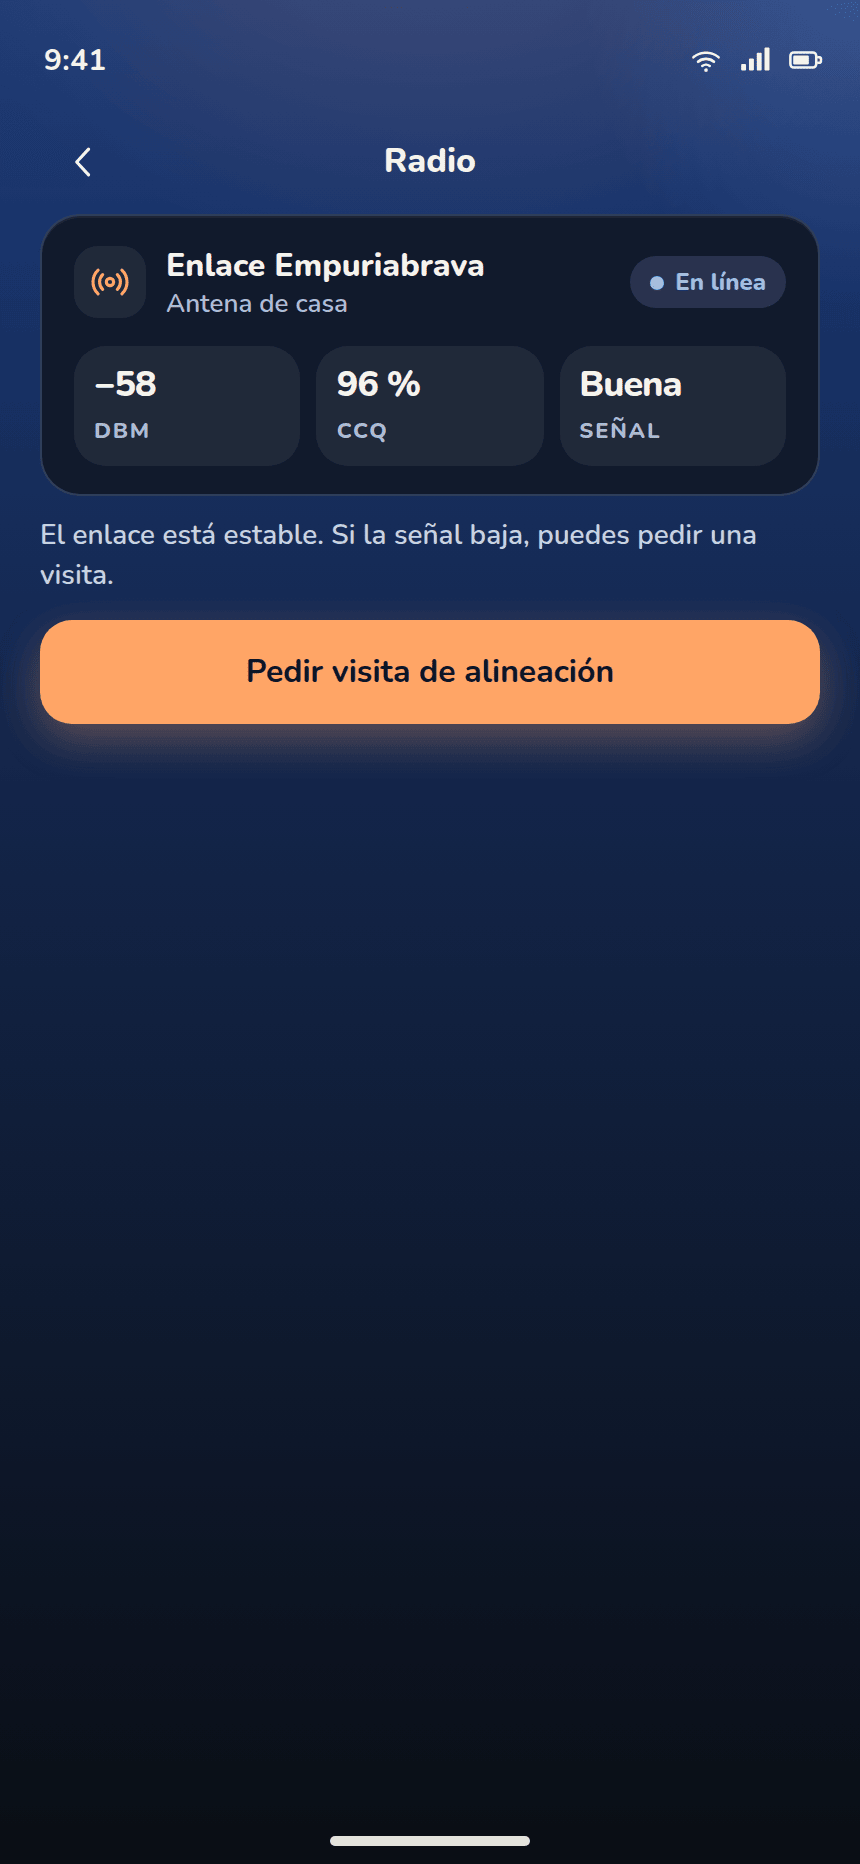 9:41
Radio
Enlace Empuriabrava
Antena de casa
En línea
–58
DBM
96 %
CCQ
Buena
SEÑAL
El enlace está estable. Si la señal baja, puedes pedir una
visita.
Pedir visita de alineación